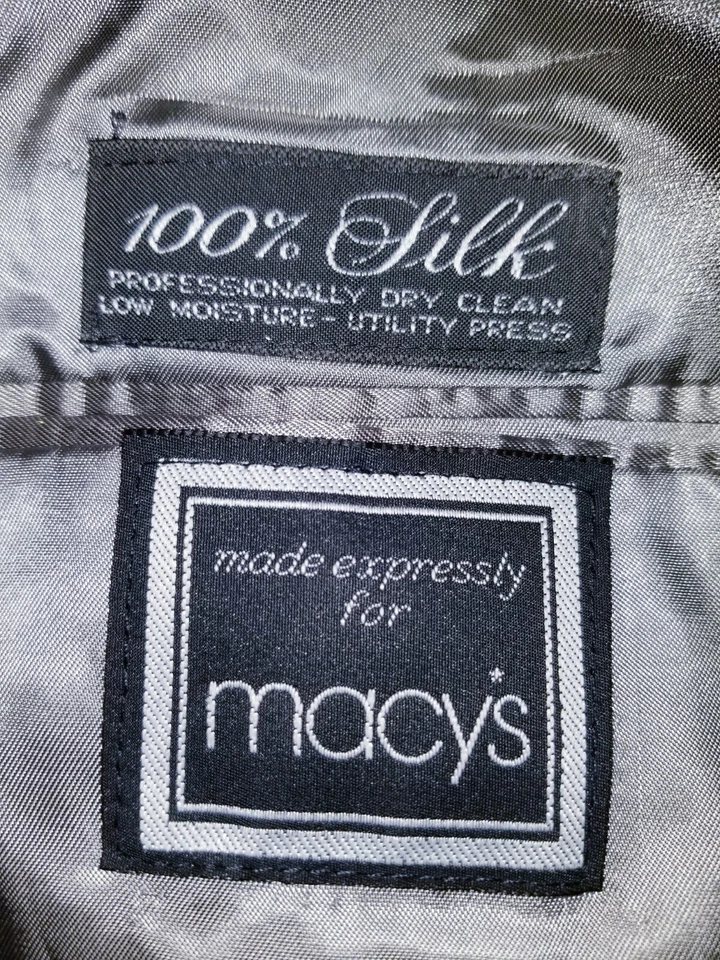 100% Silk
PROFESSIONALLY DRY CLEAN
LOW MOISTURE - UTILITY PRESS
made expressly
for
macy*s